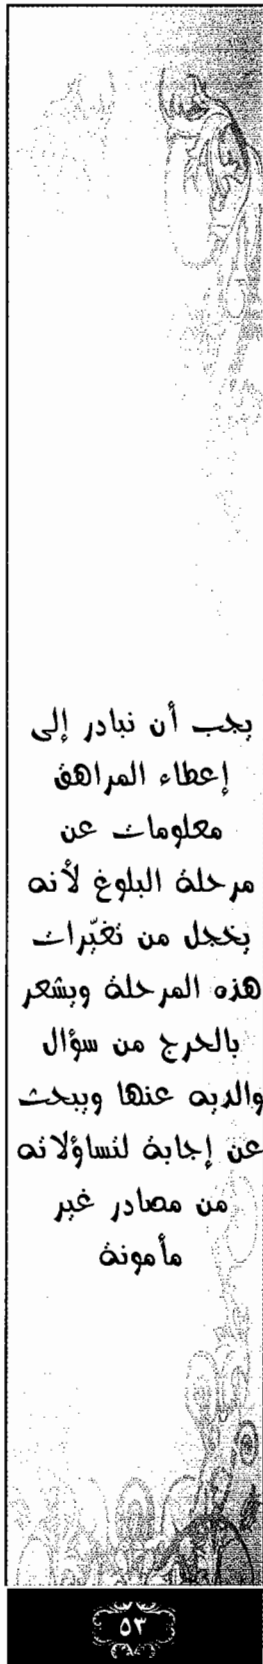 يجب أن نبادر إلى
إعطاء المراهق
معلومات عن
مرحلة البلوغ لأنه
يخجل من تغيّرات
هذه المرحلة ويشعر
بالحرج من سؤال
والديه عنها ويبحث
عن إجابة لتساؤلاته
من مصادر غير
مأمونة
٥٣